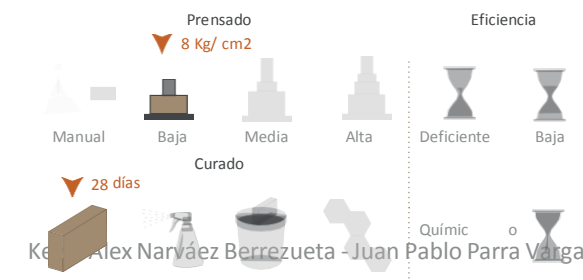 Prensado
Eficiencia
8 Kg/ cm2
Manual
Baja
Media
Alta
Deficiente
Baja
Curado
28 días
Químic o
Alex Narváez Berrezueta - Juan Pablo Parra Varga